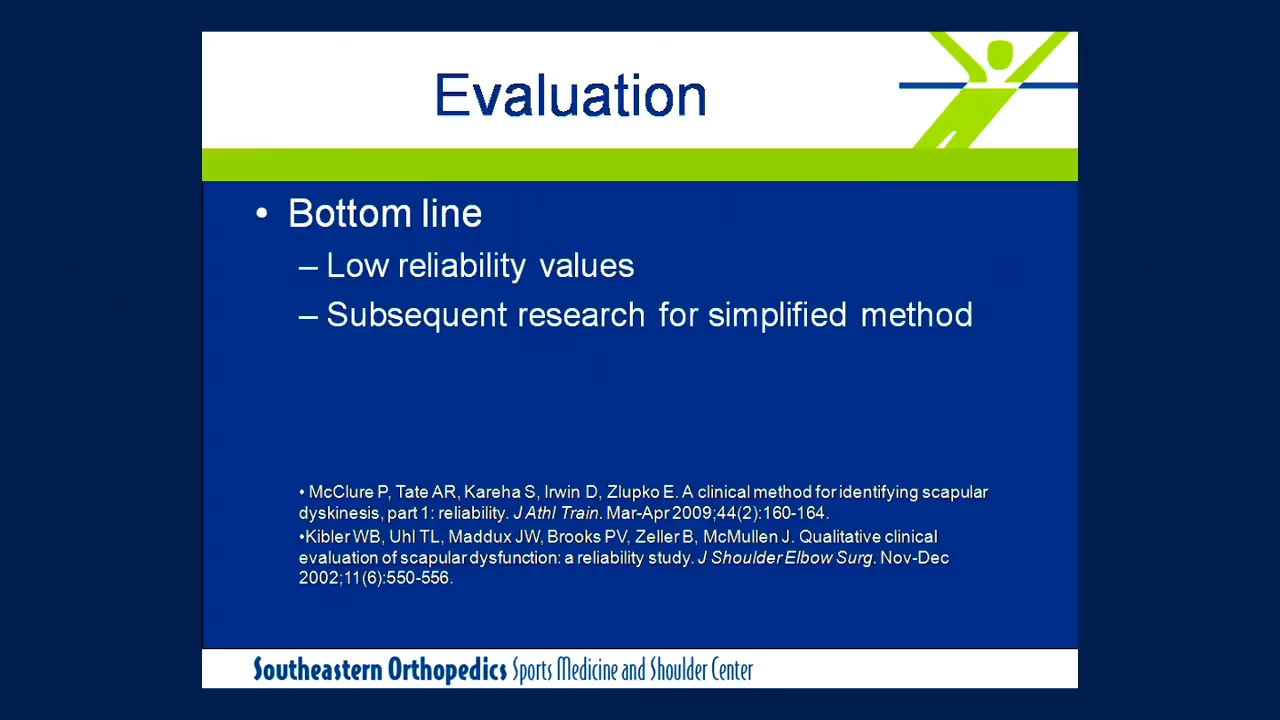 Evaluation
• Bottom line
– Low reliability values
– Subsequent research for simplified method
• McClure P, Tate AR, Kareha S, Irwin D, Zlupko E. A clinical method for identifying scapular
dyskinesis, part 1: reliability. J Athl Train. Mar-Apr 2009;44(2):160-164.
•Kibler WB, Uhl TL, Maddux JW, Brooks PV, Zeller B, McMullen J. Qualitative clinical
evaluation of scapular dysfunction: a reliability study. J Shoulder Elbow Surg. Nov-Dec
2002;11(6):550-556.
Southeastern Orthopedics Sports Medicine and Shoulder Center